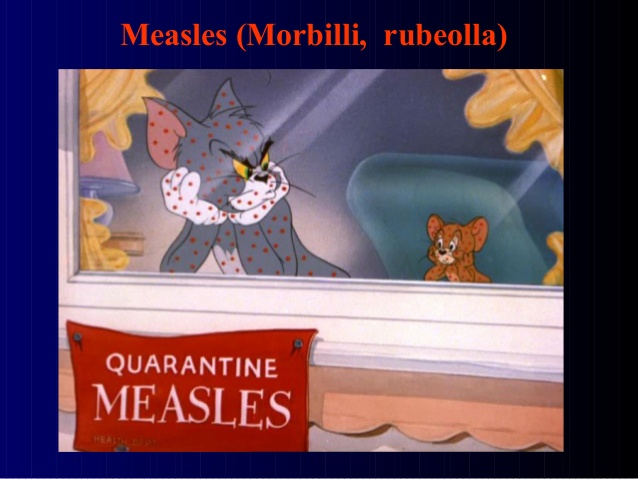 Measles (Morbilli, rubeolla)
QUARANTINE
MEASLES